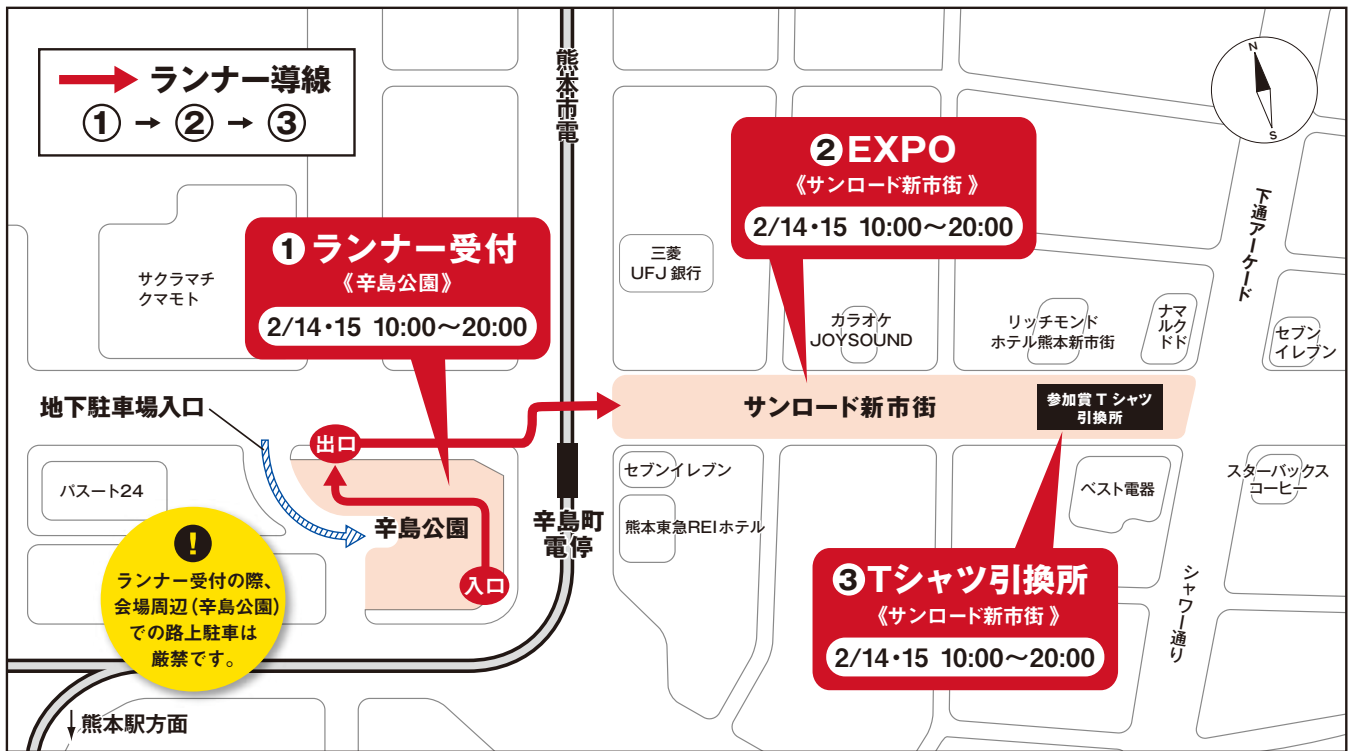 ランナー導線
①→②→③
熊本市電
N
S
❷EXPO
《サンロード新市街》
2/14・15 10:00〜20:00
下通アーケード
❶ランナー受付
《辛島公園》
2/14・15 10:00〜20:00
サクラマチ
クマモト
三菱
UFJ銀行
カラオケ
JOYSOUND
リッチモンド
ホテル熊本新市街
マクド
ナルド
セブン
イレブン
地下駐車場入口
サンロード新市街
参加賞Tシャツ
引換所
出口
パスート24
辛島公園
入口
辛島町
電停
セブンイレブン
熊本東急REIホテル
ベスト電器
スターバックス
コーヒー
!
ランナー受付の際、
会場周辺(辛島公園)
での路上駐車は
厳禁です。
❸Tシャツ引換所
《サンロード新市街》
2/14・15 10:00〜20:00
シャワー通り
↓熊本駅方面